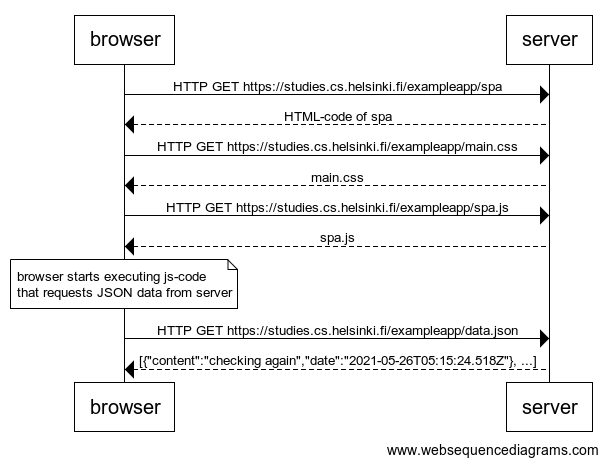 browser
server
HTTP GET https://studies.cs.helsinki.fi/exampleapp/spa
HTML-code of spa
HTTP GET https://studies.cs.helsinki.fi/exampleapp/main.css
main.css
HTTP GET https://studies.cs.helsinki.fi/exampleapp/spa.js
spa.js
browser starts executing js-code
that requests JSON data from server
HTTP GET https://studies.cs.helsinki.fi/exampleapp/data.json
[{"content":"checking again","date":"2021-05-26T05:15:24.518Z"}, ...]
browser
server
www.websequencediagrams.com